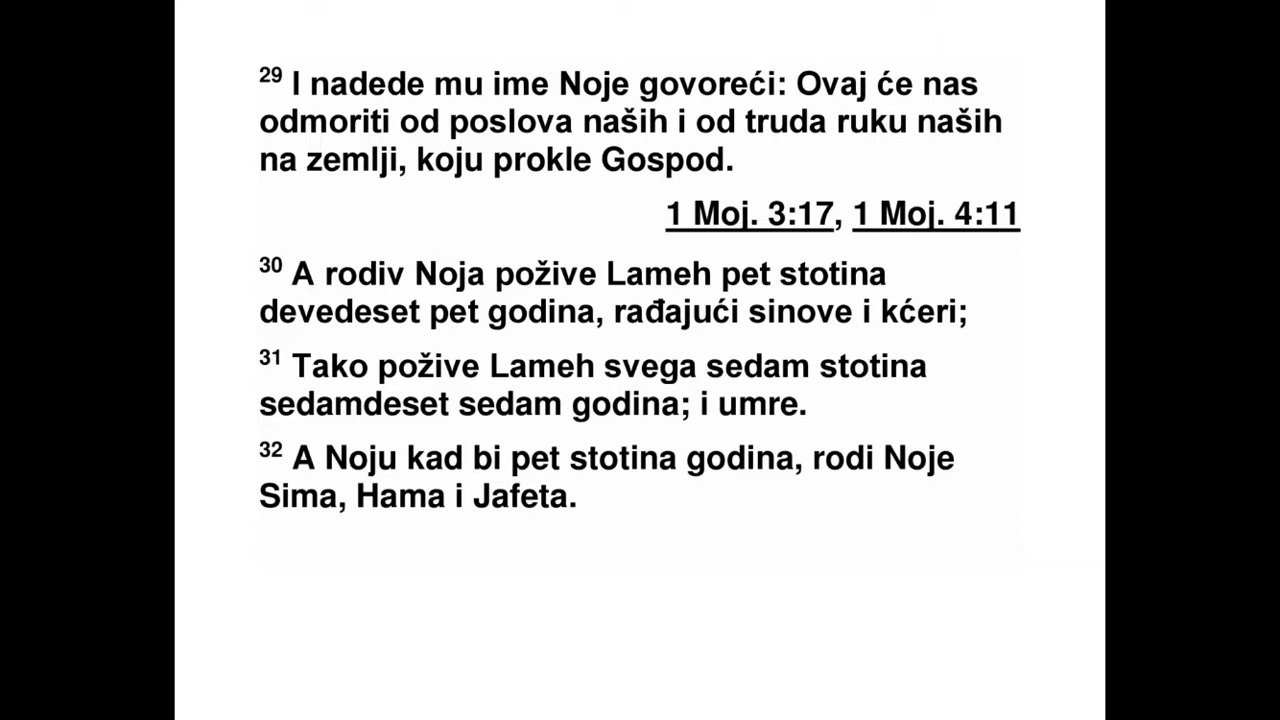 29 I nadede mu ime Noje govoreći: Ovaj će nas
odmoriti od poslova naših i od truda ruku naših
na zemlji, koju prokle Gospod.
1 Moj. 3:17, 1 Moj. 4:11
30 A rodiv Noja požive Lameh pet stotina
devedeset pet godina, rađajući sinove i kćeri;
31 Tako požive Lameh svega sedam stotina
sedamdeset sedam godina; i umre.
32 A Noju kad bi pet stotina godina, rodi Noje
Sima, Hama i Jafeta.